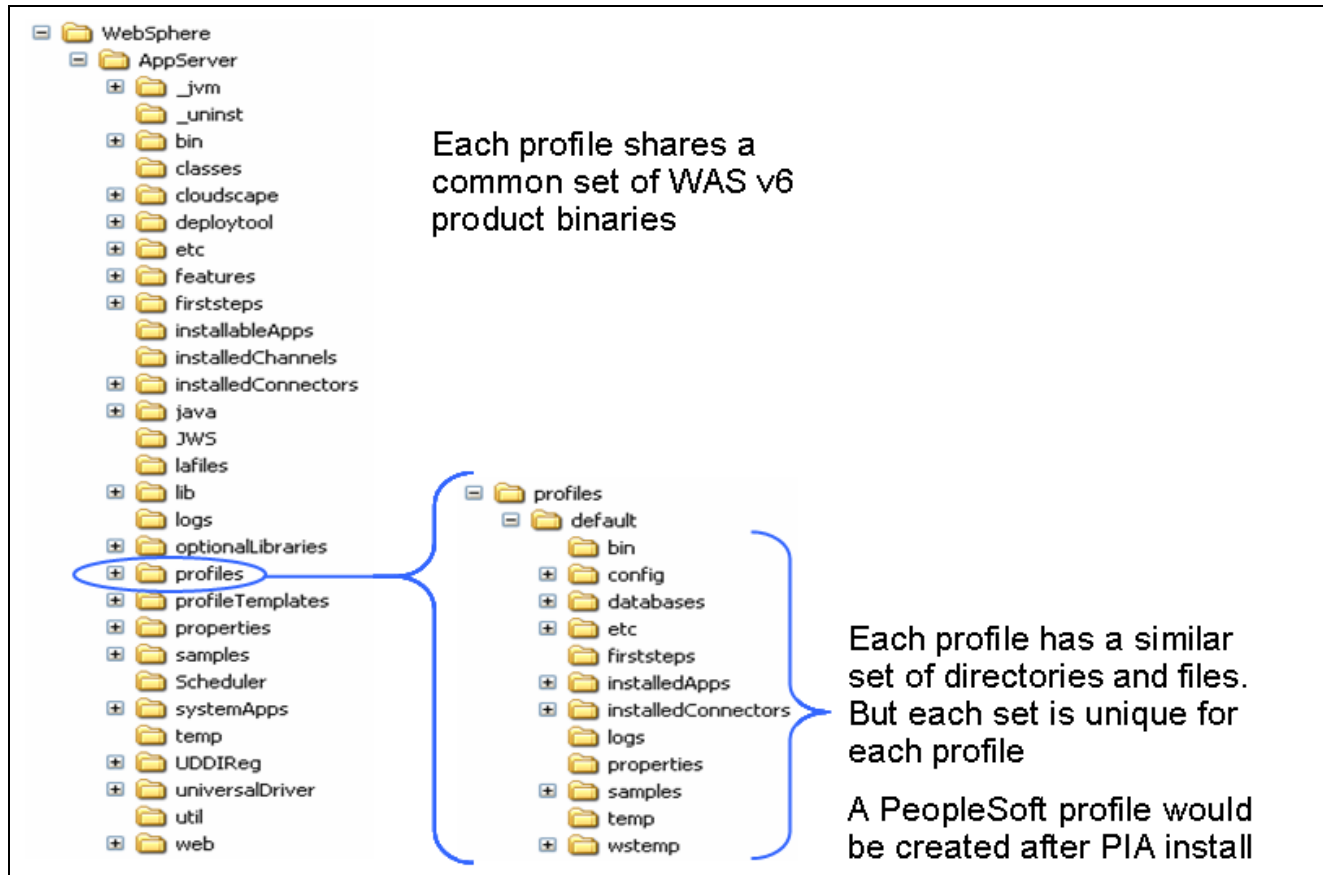 WebSphere
AppServer
_jvm
_uninst
bin
classes
cloudscape
deploytool
etc
features
firststeps
installableApps
installedChannels
installedConnectors
java
JWS
lafiles
lib
logs
optionalLibraries
profiles
profileTemplates
properties
samples
Scheduler
systemApps
temp
UDDIReg
universalDriver
util
web
Each profile shares a
common set of WAS v6
product binaries
profiles
default
bin
config
databases
etc
firststeps
installedApps
installedConnectors
logs
properties
samples
temp
wstemp
Each profile has a similar
set of directories and files.
But each set is unique for
each profile
A PeopleSoft profile would
be created after PIA install